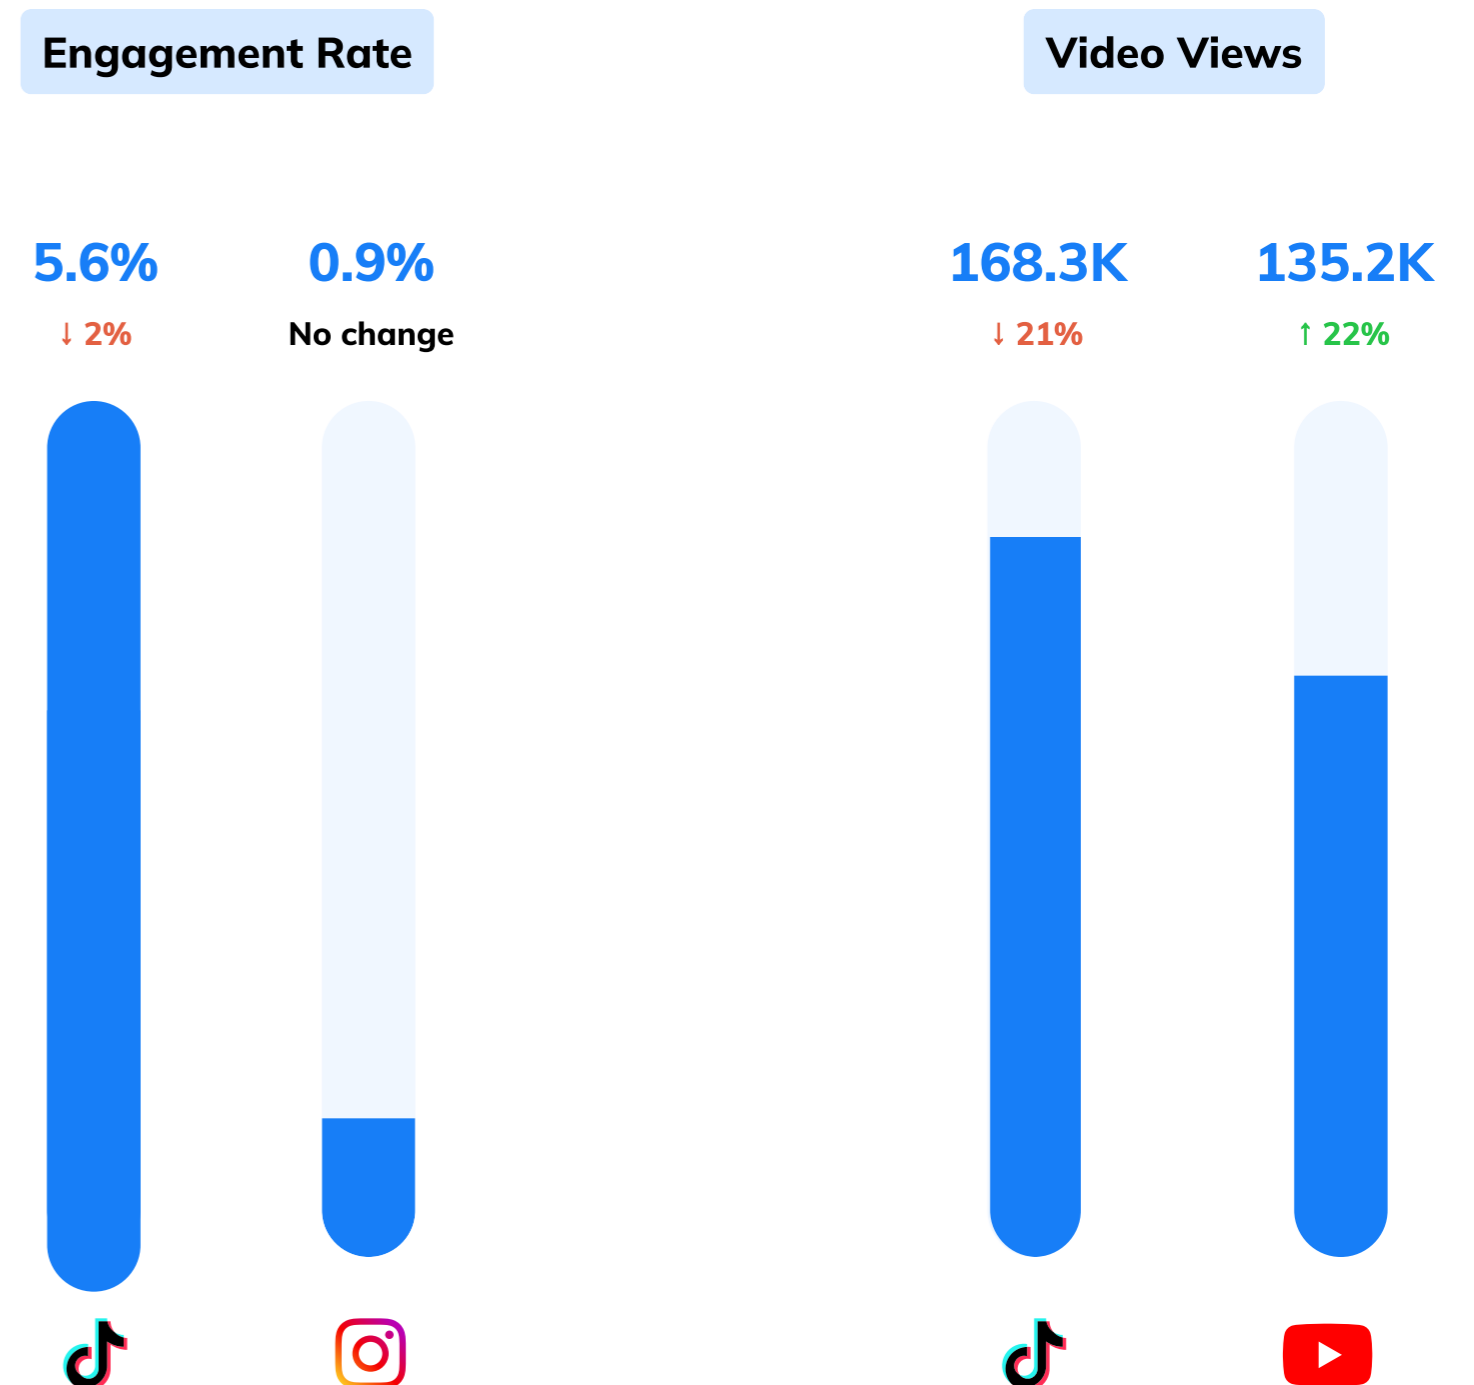 Engagement Rate
Video Views
5.6%
0.9%
168.3K
135.2K
↓ 2%
No change
↓ 21%
↑ 22%